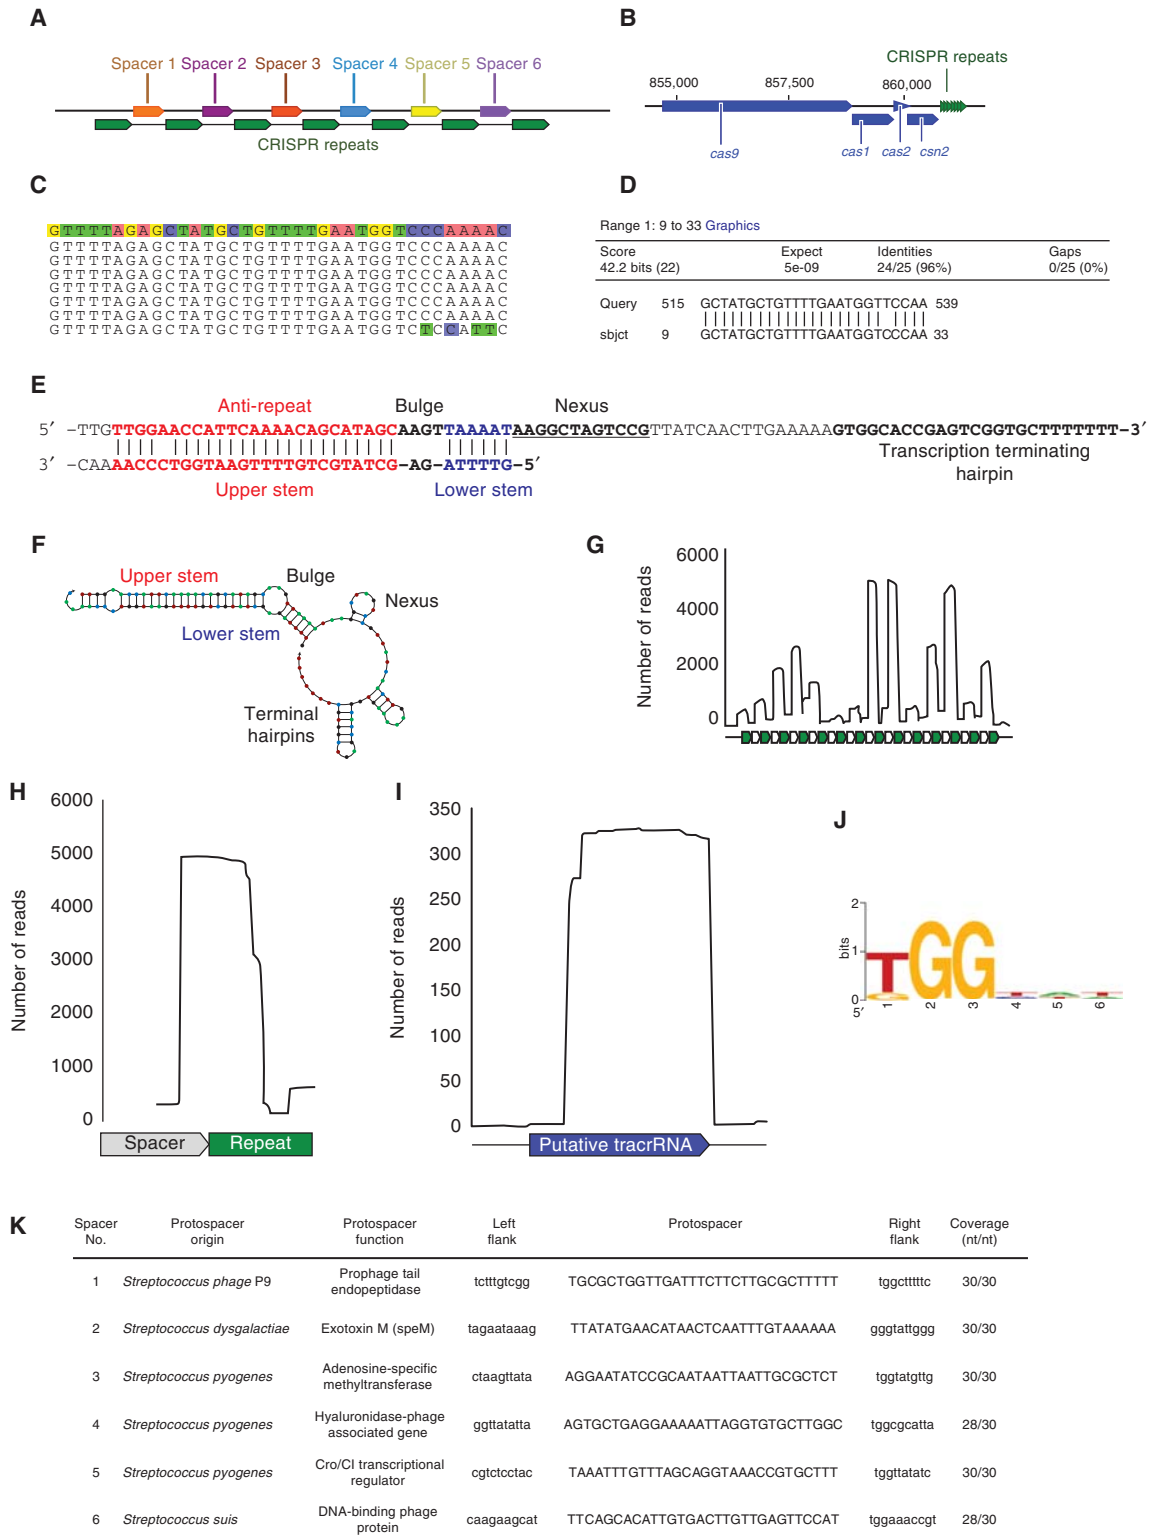 A
Spacer 1 Spacer 2 Spacer 3 Spacer 4 Spacer 5 Spacer 6
CRISPR repeats
B
CRISPR repeats
855,000 857,500 860,000
cas9 cas1 cas2 csn2
C
GTTTTAGAGCTATGCTGTTTTGAATGGTCCCAAAAC
GTTTTAGAGCTATGCTGTTTTGAATGGTCCCAAAAC
GTTTTAGAGCTATGCTGTTTTGAATGGTCCCAAAAC
GTTTTAGAGCTATGCTGTTTTGAATGGTCCCAAAAC
GTTTTAGAGCTATGCTGTTTTGAATGGTCCCAAAAC
GTTTTAGAGCTATGCTGTTTTGAATGGTCCCAAAAC
GTTTTAGAGCTATGCTGTTTTGAATGGTCCCAAAAC
GTTTTAGAGCTATGCTGTTTTGAATGGTCTCCATTC
D
Range 1: 9 to 33 Graphics
Score Expect Identities Gaps
42.2 bits (22) 5e-09 24/25 (96%) 0/25 (0%)
Query 515 GCTATGCTGTTTTGAATGGTTCCAA 539
sbjct 9 GCTATGCTGTTTTGAATGGTCCCAA 33
E
Anti-repeat Bulge Nexus
5′ –TTGTTGGAACCATTCAAAACAGCATAGCAAGTTAAAATAAGGCTAGTCCGTTATCAACTTGAAAAAGTGGCACCGAGTCGGTGCTTTTTTT–3′
3′ –CAAAACCCTGGTAAGTTTTGTCGTATCG–AG–ATTTTG–5′
Upper stem Lower stem
Transcription terminating
hairpin
F
Upper stem Bulge
Nexus
Lower stem
Terminal
hairpins
G
Number of reads
6000
4000
2000
0
H
Number of reads
6000
5000
4000
3000
2000
1000
0
Spacer Repeat
I
Number of reads
350
300
250
200
150
100
50
0
Putative tracrRNA
J
bits
2
1
0
TGG
5′ 1 2 3 4 5 6
K
Spacer No. Protospacer origin Protospacer function Left flank Protospacer Right flank Coverage (nt/nt)
1 Streptococcus phage P9 Prophage tail endopeptidase tctttgtcgg TGCGCTGGTTGATTTCTTCTTGCGCTTTTT tggctttttc 30/30
2 Streptococcus dysgalactiae Exotoxin M (speM) tagaataaag TTATATGAACATAACTCAATTTGTAAAAAA gggtattggg 30/30
3 Streptococcus pyogenes Adenosine-specific methyltransferase ctaagttata AGGAATATCCGCAATAATTAATTGCGCTCT tggtatgttg 30/30
4 Streptococcus pyogenes Hyaluronidase-phage associated gene ggttatatta AGTGCTGAGGAAAAATTAGGTGTGCTTGGC tggcgcatta 28/30
5 Streptococcus pyogenes Cro/CI transcriptional regulator cgtctcctac TAAATTTGTTTAGCAGGTAAACCGTGCTTT tggttatatc 30/30
6 Streptococcus suis DNA-binding phage protein caagaagcat TTCAGCACATTGTGACTTGTTGAGTTCCAT tggaaaccgt 28/30